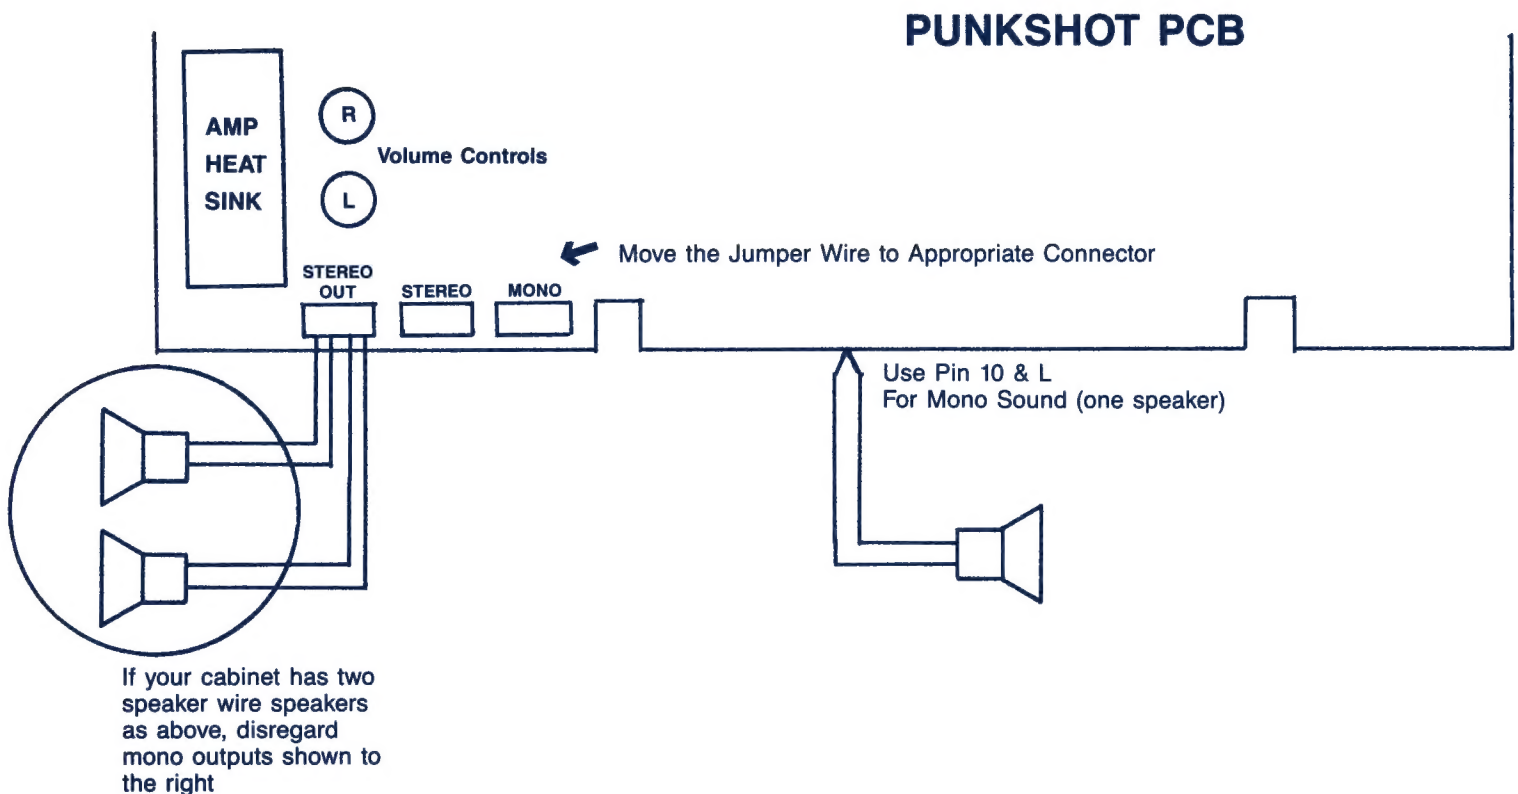 PUNKSHOT PCB
AMP
HEAT
SINK
R
Volume Controls
L
Move the Jumper Wire to Appropriate Connector
STEREO
OUT
STEREO
MONO
Use Pin 10 & L
For Mono Sound (one speaker)
If your cabinet has two
speaker wire speakers
as above, disregard
mono outputs shown to
the right